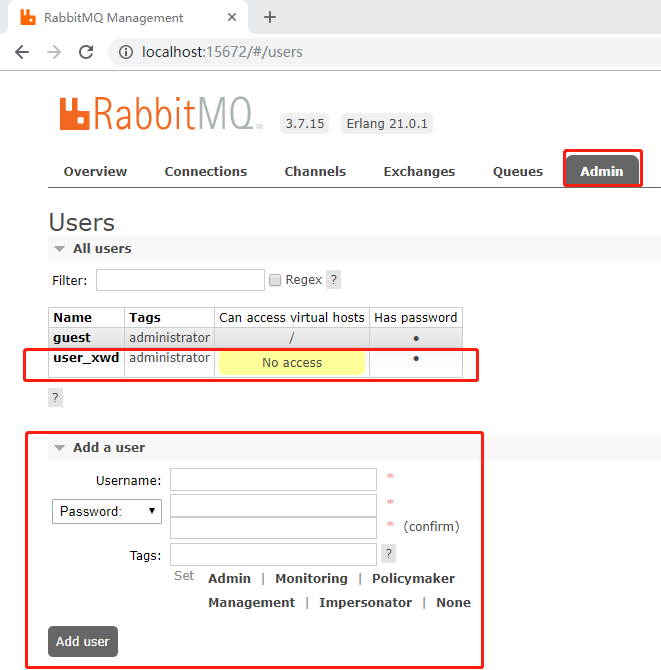 RabbitMQ Management
localhost:15672/#/users
RabbitMQ TM 3.7.15 Erlang 21.0.1
Overview Connections Channels Exchanges Queues Admin
Users
All users
Filter: Regex ?
Name Tags Can access virtual hosts Has password
guest administrator / ●
user_xwd administrator No access ●
?
Add a user
Username: *
Password: *
* (confirm)
Tags: ?
Set Admin | Monitoring | Policymaker
Management | Impersonator | None
Add user